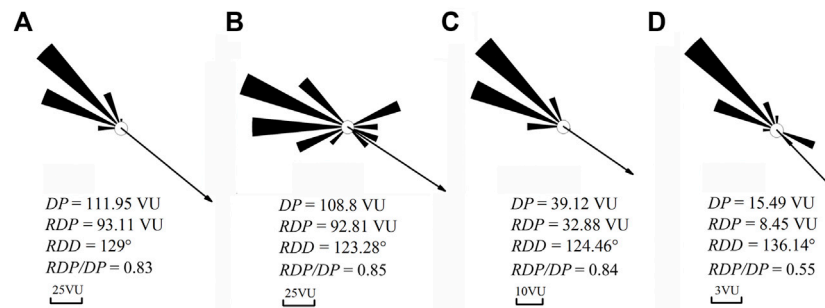 A
B
C
D
DP = 111.95 VU
RDP = 93.11 VU
RDD = 129°
RDP/DP = 0.83
25VU
DP = 108.8 VU
RDP = 92.81 VU
RDD = 123.28°
RDP/DP = 0.85
25VU
DP = 39.12 VU
RDP = 32.88 VU
RDD = 124.46°
RDP/DP = 0.84
10VU
DP = 15.49 VU
RDP = 8.45 VU
RDD = 136.14°
RDP/DP = 0.55
3VU